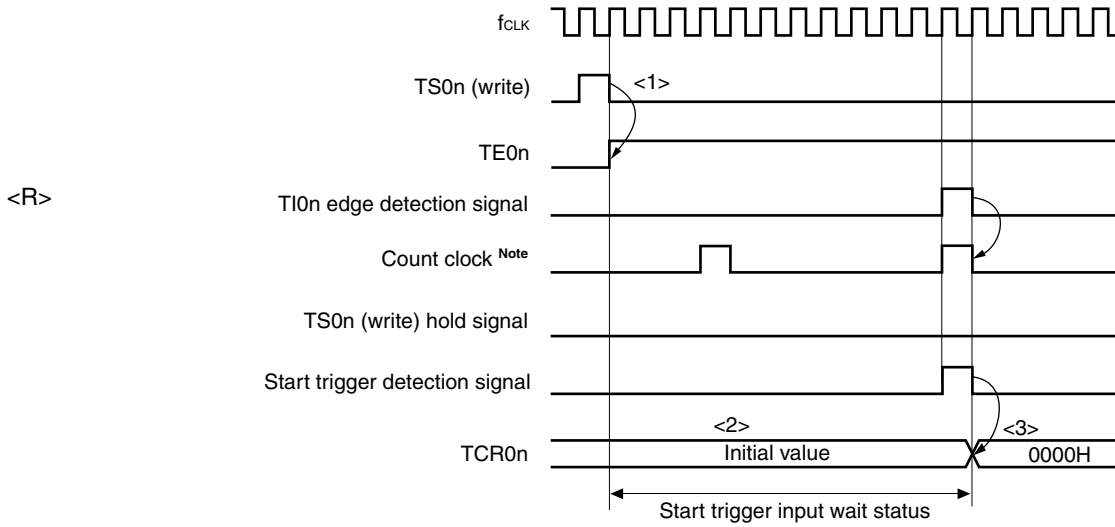 fCLK
TS0n (write)
<1>
TE0n
<R>
TI0n edge detection signal
Count clock Note
TS0n (write) hold signal
Start trigger detection signal
<2>
<3>
TCR0n
Initial value
0000H
Start trigger input wait status